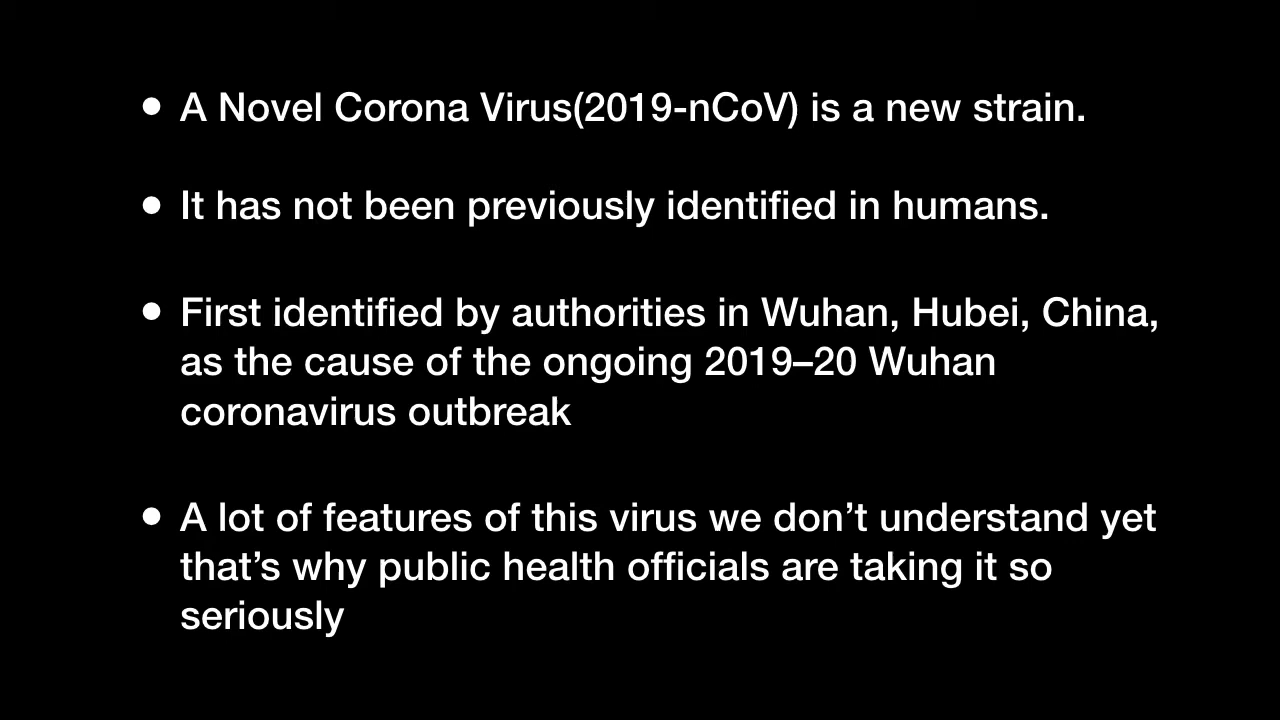 • A Novel Corona Virus(2019-nCoV) is a new strain.
• It has not been previously identified in humans.
• First identified by authorities in Wuhan, Hubei, China,
as the cause of the ongoing 2019–20 Wuhan
coronavirus outbreak
• A lot of features of this virus we don’t understand yet
that’s why public health officials are taking it so
seriously